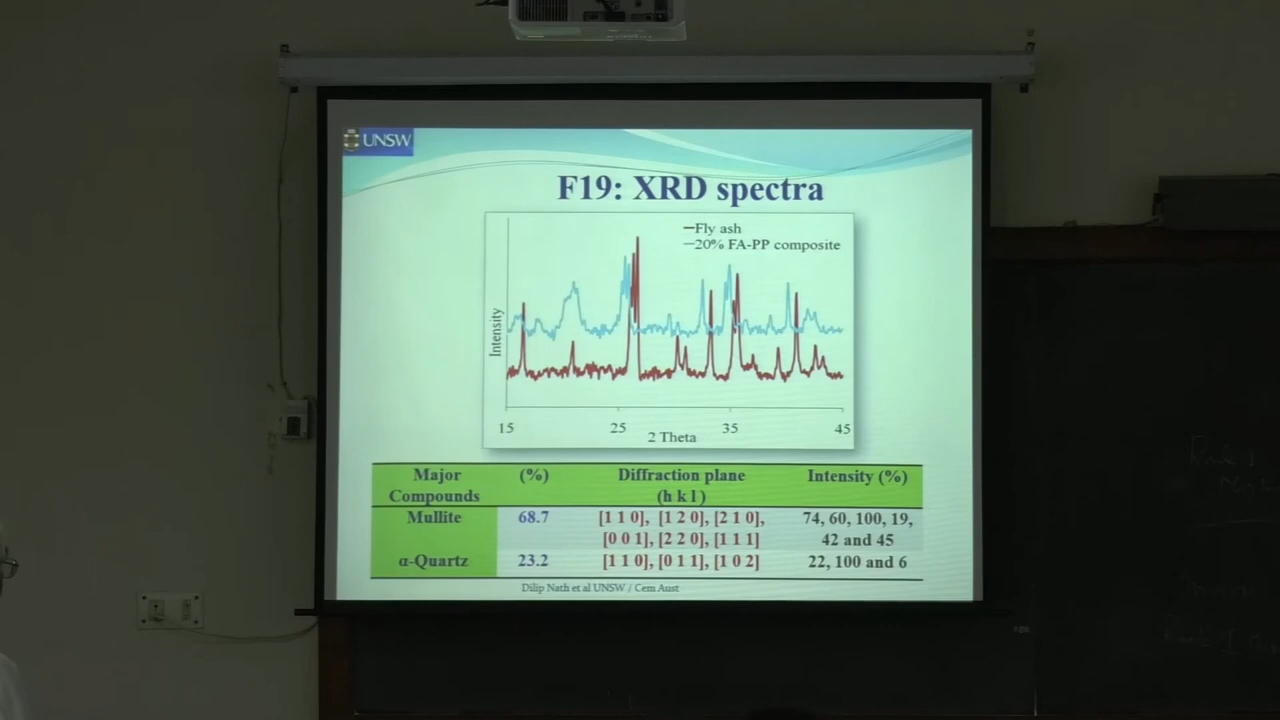 UNSW
F19: XRD spectra
Fly ash
20% FA-PP composite
Intensity
15 25 35 45
2 Theta
Major Compounds (%) Diffraction plane (h k l) Intensity (%)
Mullite 68.7 [1 1 0], [1 2 0], [2 1 0], 74, 60, 100, 19,
[0 0 1], [2 2 0], [1 1 1] 42 and 45
α-Quartz 23.2 [1 1 0], [0 1 1], [1 0 2] 22, 100 and 6
Dilip Nath et al UNSW / Cem Aust